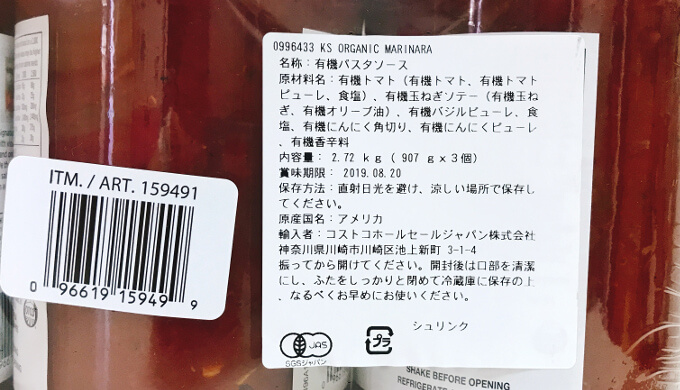 0996433 KS ORGANIC MARINARA
名称：有機パスタソース
原材料名：有機トマト（有機トマト、有機トマト
ピューレ、食塩）、有機玉ねぎソテー（有機玉ね
ぎ、有機オリーブ油）、有機バジルピューレ、食
塩、有機にんにく角切り、有機にんにくピューレ
、有機香辛料
内容量： 2.72 kg（ 907 g x 3個）
賞味期限： 2019.08.20
保存方法：直射日光を避け、涼しい場所で保存し
てください。
原産国名：アメリカ
輸入者：コストコホールセールジャパン株式会社
神奈川県川崎市川崎区池上新町 3-1-4
振ってから開けてください。開封後は口部を清潔
にし、ふたをしっかりと閉めて冷蔵庫に保存の上
、なるべくお早めにお使いください。
シュリンク
JAS
SGSジャパン
プラ
ITM. / ART. 159491
0 96619 15949 9
SHAKE BEFORE OPENING